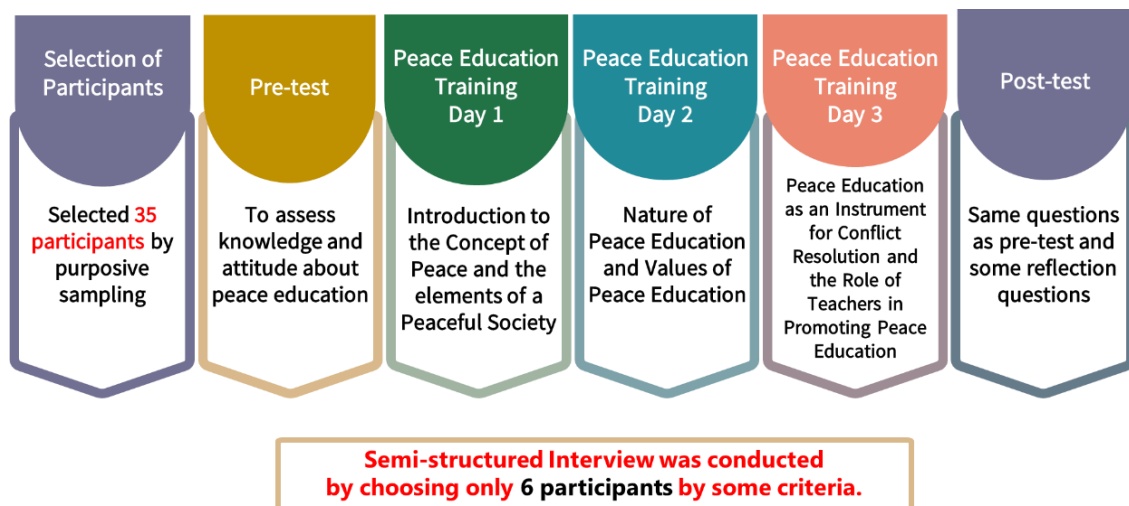 Selection of
Participants
Selected 35
participants by
purposive
sampling
Pre-test
To assess
knowledge and
attitude about
peace education
Peace Education
Training
Day 1
Introduction to
the Concept of
Peace and the
elements of a
Peaceful Society
Peace Education
Training
Day 2
Nature of
Peace Education
and Values of
Peace Education
Peace Education
Training
Day 3
Peace Education
as an Instrument
for Conflict
Resolution and
the Role of
Teachers in
Promoting Peace
Education
Post-test
Same questions
as pre-test and
some reflection
questions
Semi-structured Interview was conducted
by choosing only 6 participants by some criteria.